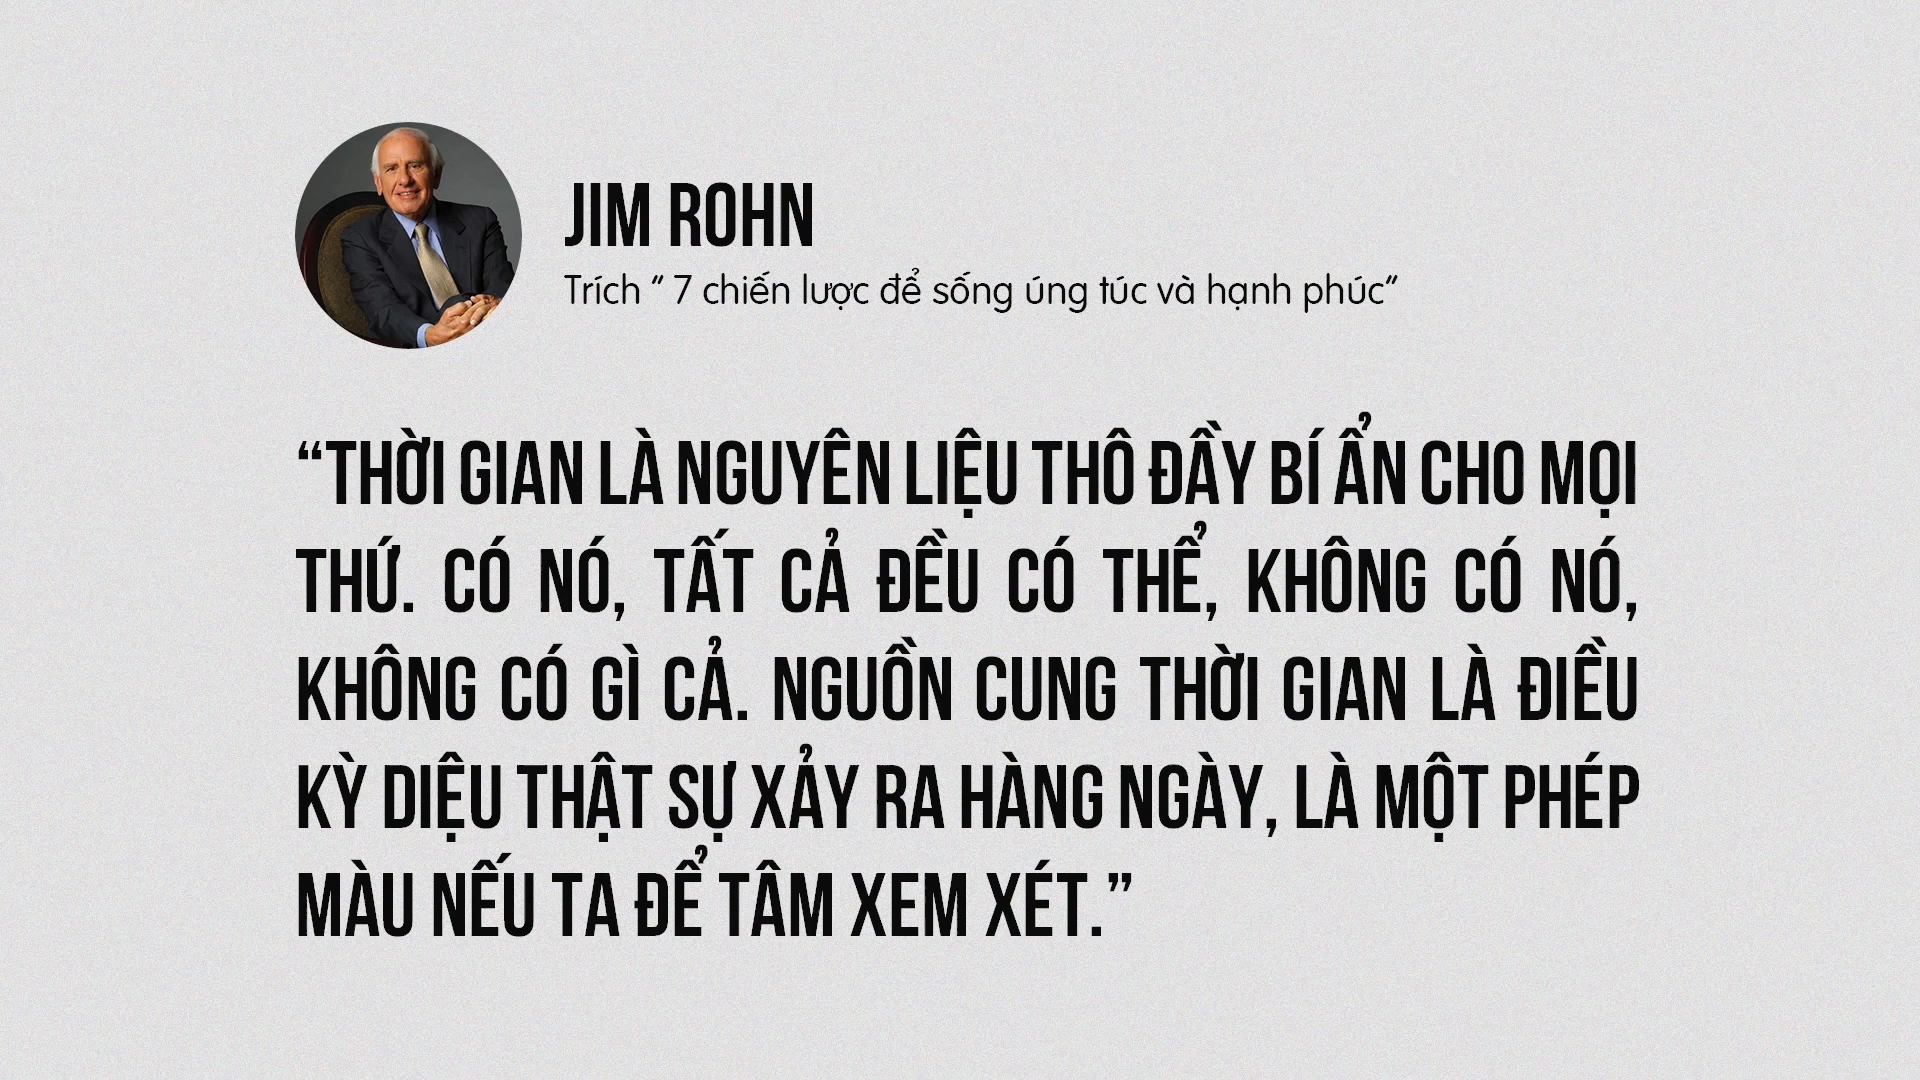 JIM ROHN
Trích “ 7 chiến lược để sống úng túc và hạnh phúc”
“THỜI GIAN LÀ NGUYÊN LIỆU THÔ ĐẦY BÍ ẨN CHO MỌI
THỨ. CÓ NÓ, TẤT CẢ ĐỀU CÓ THỂ, KHÔNG CÓ NÓ,
KHÔNG CÓ GÌ CẢ. NGUỒN CUNG THỜI GIAN LÀ ĐIỀU
KỲ DIỆU THẬT SỰ XẢY RA HÀNG NGÀY, LÀ MỘT PHÉP
MÀU NẾU TA ĐỂ TÂM XEM XÉT.”